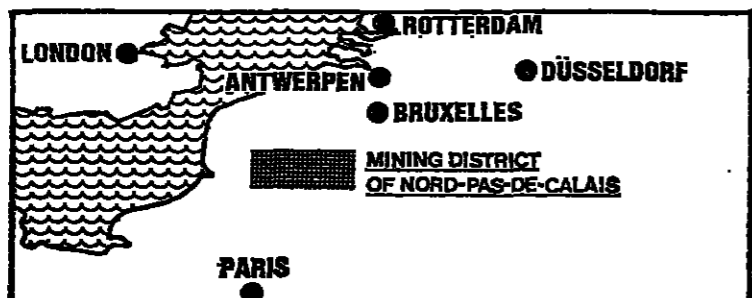 ROTTERDAM
LONDON
DÜSSELDORF
ANTWERPEN
BRUXELLES
MINING DISTRICT
OF NORD-PAS-DE-CALAIS
PARIS